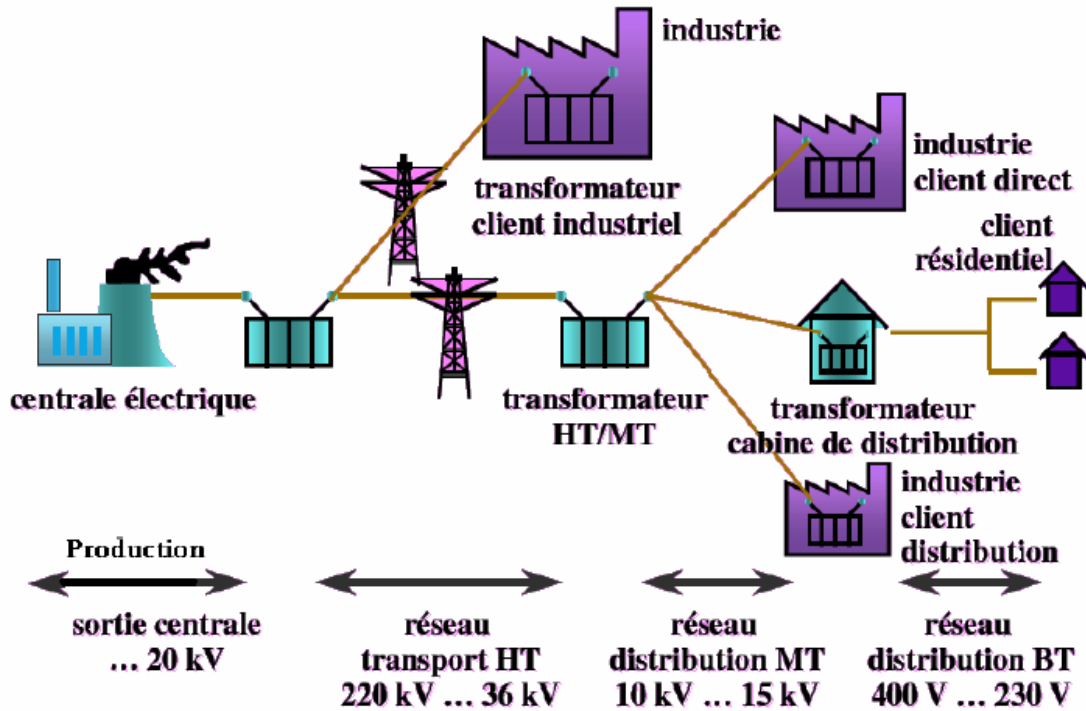 industrie
transformateur
client industriel
industrie
client direct
client
résidentiel
centrale électrique
transformateur
HT/MT
transformateur
cabine de distribution
industrie
client
distribution
Production
sortie centrale
... 20 kV
réseau
transport HT
220 kV ... 36 kV
réseau
distribution MT
10 kV ... 15 kV
réseau
distribution BT
400 V ... 230 V